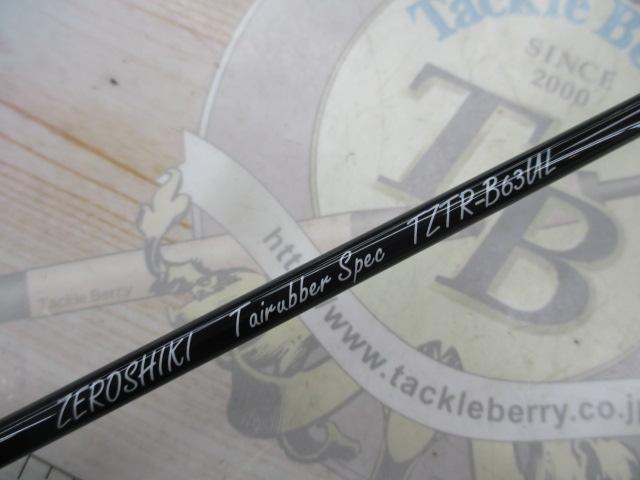 Tackle Be
SINCE
2000
TB
http
www.tackleberry.co.jp
Tackle Berry
ZEROSHIKI Tairubber Spec TZTR-B63UL